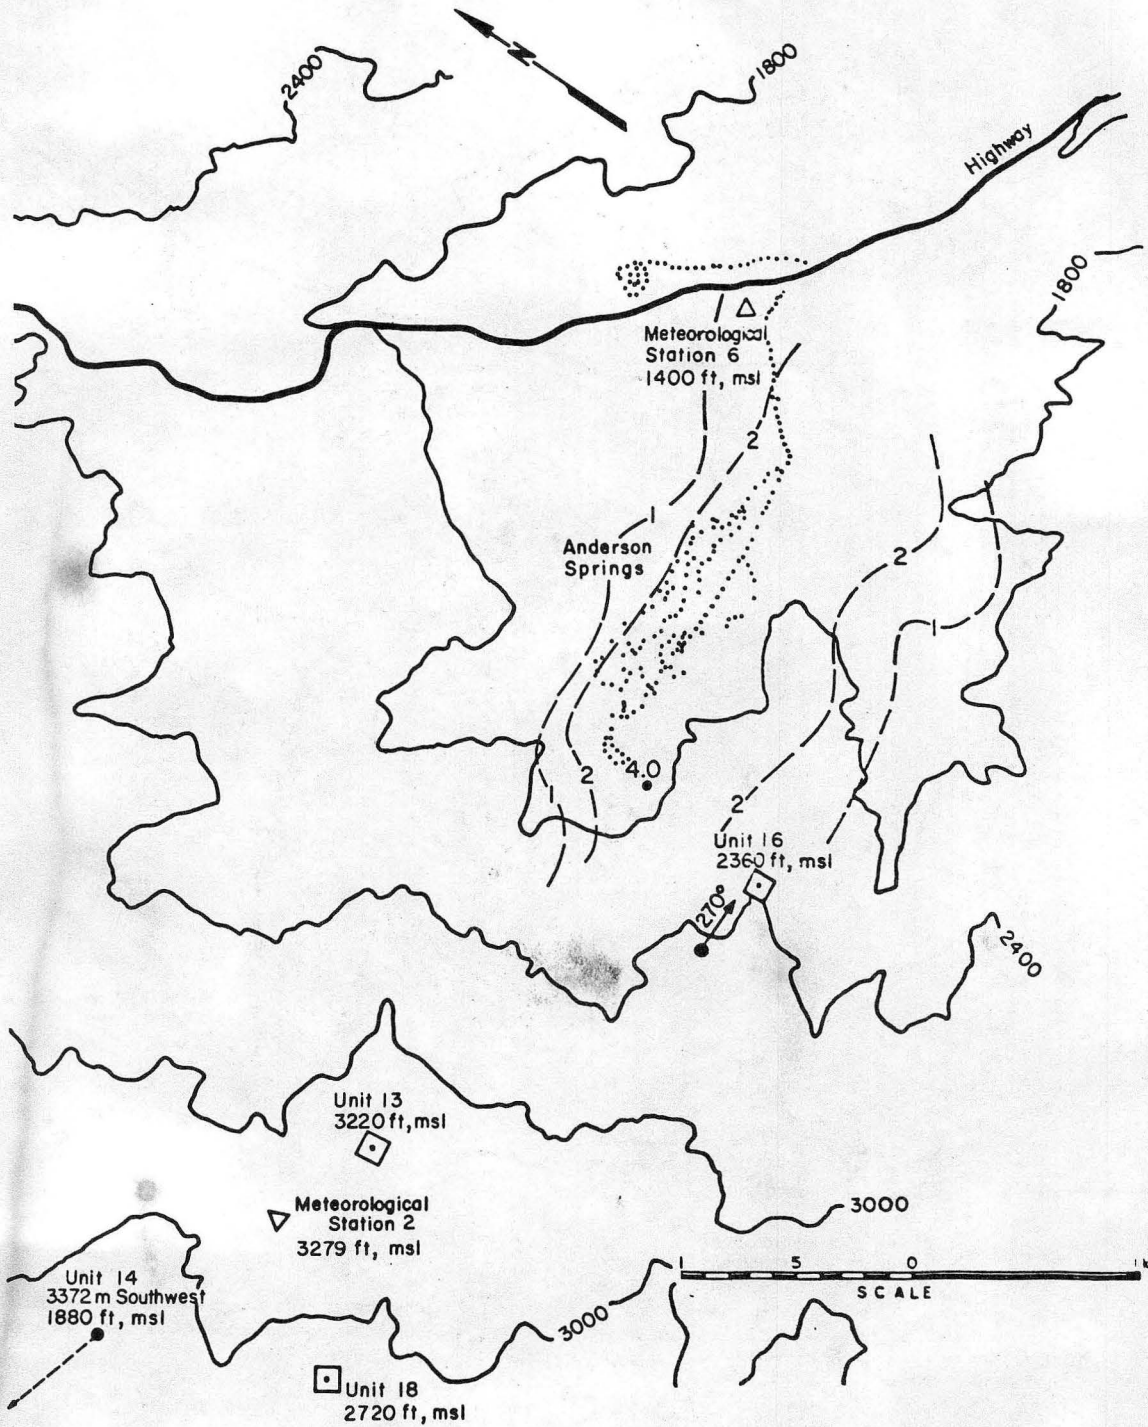 N
2400
1800
Highway
1800
Meteorological
Station 6
1400 ft, msl
2
1
Anderson
Springs
2
1
4.0
2
1
2
Unit 16
2360 ft, msl
270°
2400
Unit 13
3220 ft, msl
Meteorological
Station 2
3279 ft, msl
3000
Unit 14
3372 m Southwest
1880 ft, msl
1 5 0 1 k
SCALE
3000
Unit 18
2720 ft, msl